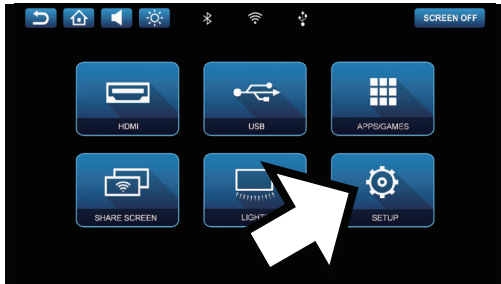 SCREEN OFF
HDMI
USB
APPS/GAMES
SHARE SCREEN
SETUP